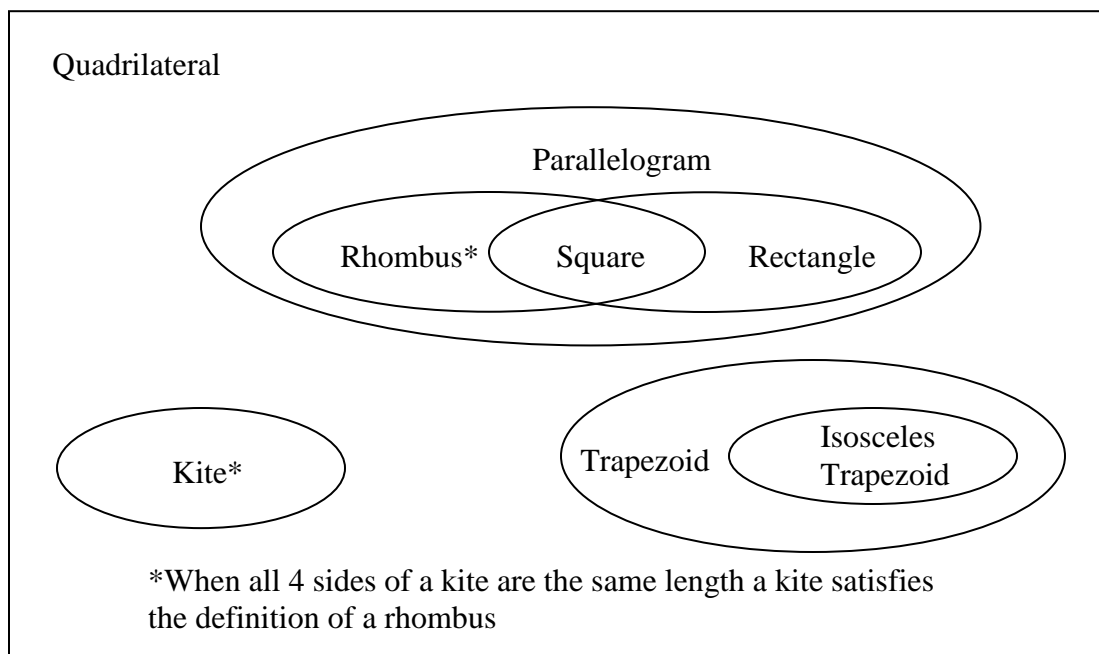 Quadrilateral
Parallelogram
Rhombus*
Square
Rectangle
Kite*
Trapezoid
Isosceles
Trapezoid
*When all 4 sides of a kite are the same length a kite satisfies
the definition of a rhombus